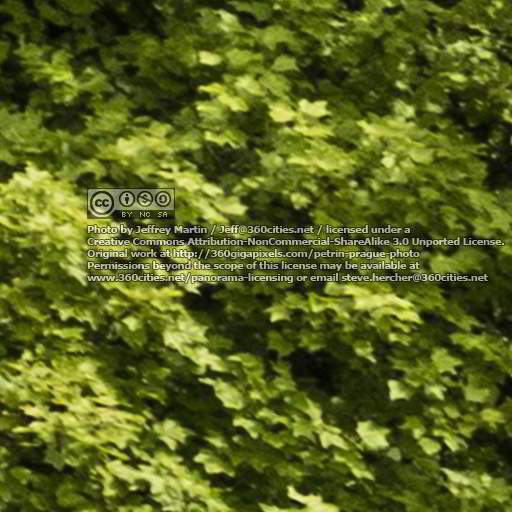 cc
BY NC SA
Photo by Jeffrey Martin / Jeff@360cities.net / licensed under a
Creative Commons Attribution-NonCommercial-ShareAlike 3.0 Unported License.
Original work at http://360gigapixels.com/petrin-prague-photo
Permissions beyond the scope of this license may be available at
www.360cities.net/panorama-licensing or email steve.hercher@360cities.net